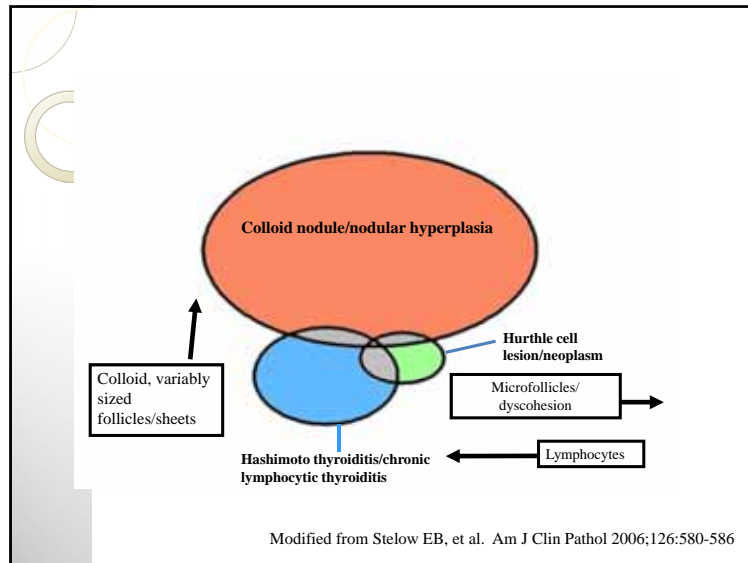 Colloid nodule/nodular hyperplasia
Hurthle cell
lesion/neoplasm
Colloid, variably
sized
follicles/sheets
Microfollicles/
dyscohesion
Hashimoto thyroiditis/chronic
lymphocytic thyroiditis
Lymphocytes
Modified from Stelow EB, et al. Am J Clin Pathol 2006;126:580-586